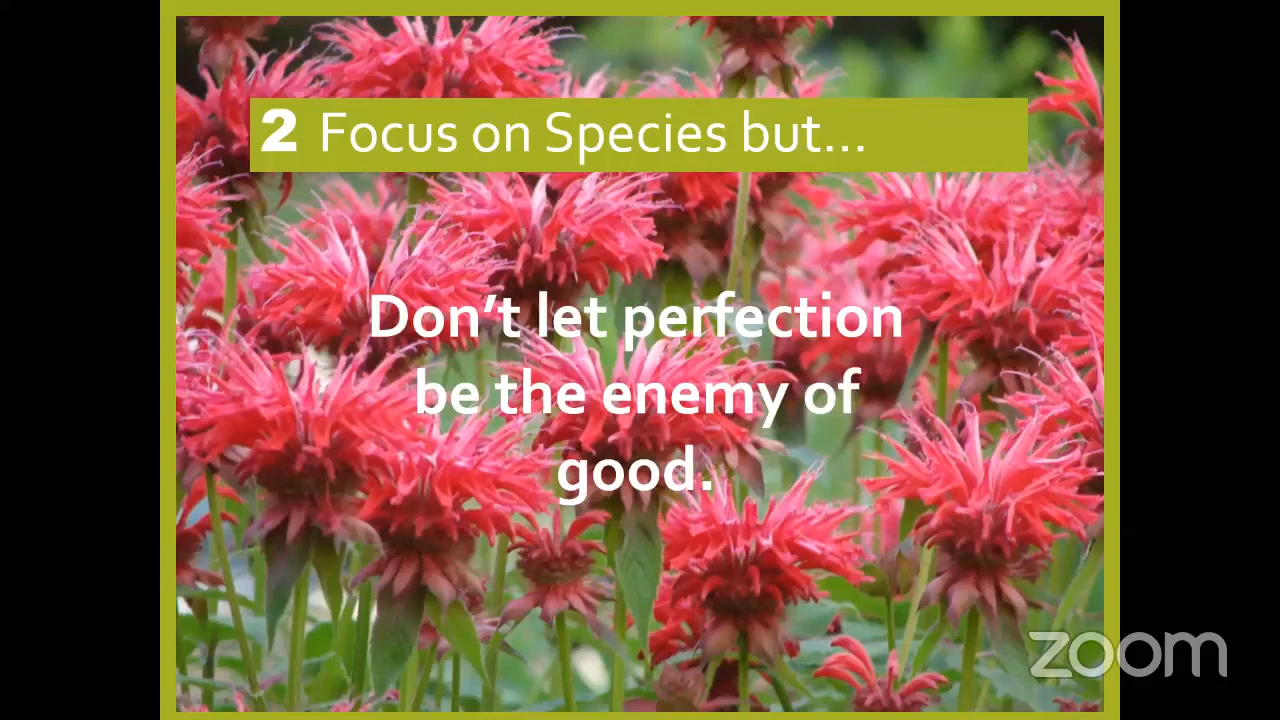 2 Focus on Species but...
Don't let perfection
be the enemy of
good.
zoom